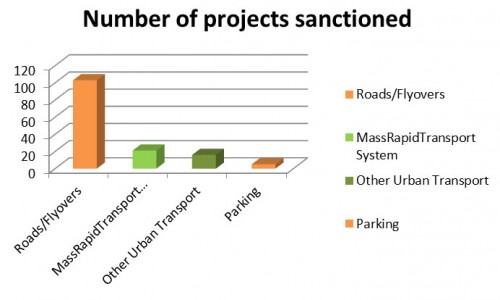 Number of projects sanctioned
120
100
80
60
40
20
0
Roads/Flyovers
MassRapidTransport...
Other Urban Transport
Parking
Roads/Flyovers
MassRapidTransport
System
Other Urban Transport
Parking